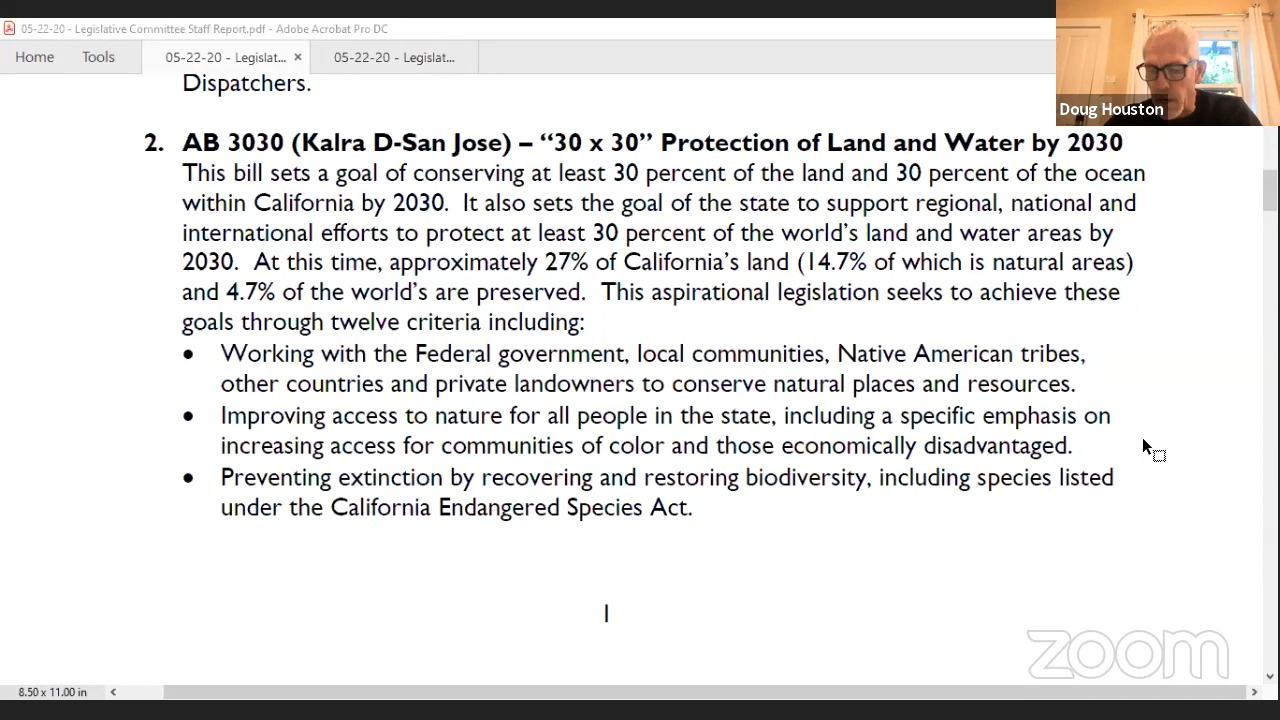 05-22-20 - Legislative Committee Staff Report.pdf - Adobe Acrobat Pro DC
Home Tools 05-22-20 - Legislat... × 05-22-20 - Legislat...
Doug Houston
Dispatchers.
2. AB 3030 (Kalra D-San Jose) – “30 x 30” Protection of Land and Water by 2030
This bill sets a goal of conserving at least 30 percent of the land and 30 percent of the ocean
within California by 2030. It also sets the goal of the state to support regional, national and
international efforts to protect at least 30 percent of the world’s land and water areas by
2030. At this time, approximately 27% of California’s land (14.7% of which is natural areas)
and 4.7% of the world’s are preserved. This aspirational legislation seeks to achieve these
goals through twelve criteria including:
• Working with the Federal government, local communities, Native American tribes,
other countries and private landowners to conserve natural places and resources.
• Improving access to nature for all people in the state, including a specific emphasis on
increasing access for communities of color and those economically disadvantaged.
• Preventing extinction by recovering and restoring biodiversity, including species listed
under the California Endangered Species Act.
1
zoom
8.50 x 11.00 in